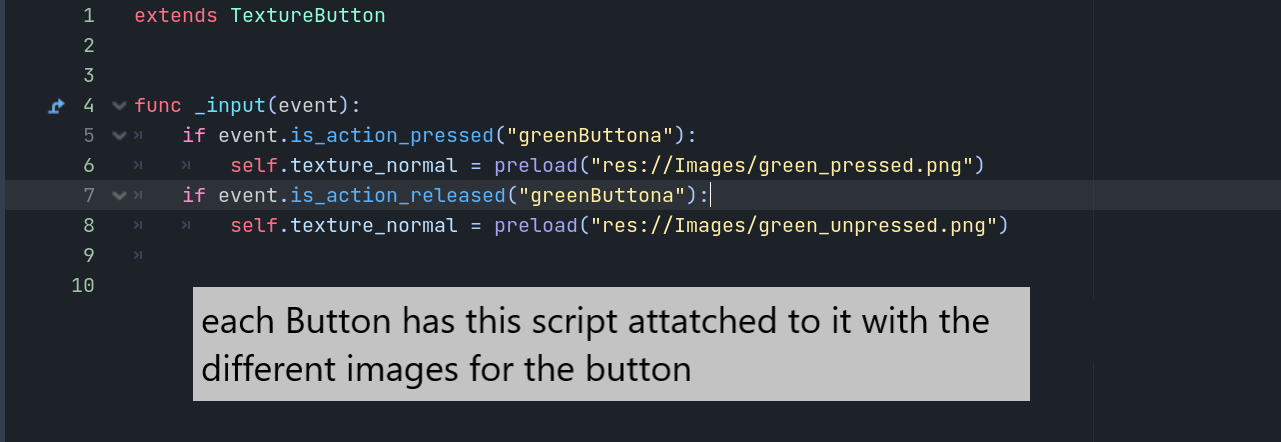 1 extends TextureButton
2
3
4 func _input(event):
5 if event.is_action_pressed("greenButtona"):
6 self.texture_normal = preload("res://Images/green_pressed.png")
7 if event.is_action_released("greenButtona"):
8 self.texture_normal = preload("res://Images/green_unpressed.png")
9
10
each Button has this script attatched to it with the
different images for the button